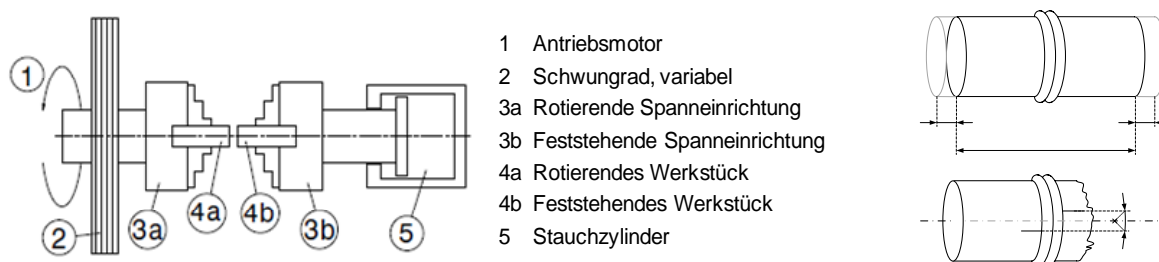 1
2
3a
4a
4b
3b
5
1 Antriebsmotor
2 Schwungrad, variabel
3a Rotierende Spanneinrichtung
3b Feststehende Spanneinrichtung
4a Rotierendes Werkstück
4b Feststehendes Werkstück
5 Stauchzylinder